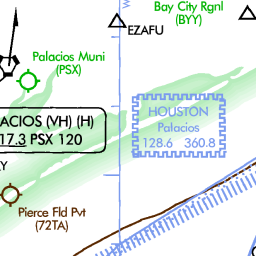 Bay City Rgnl
(BYY)
EZAFU
Palacios Muni
(PSX)
ACIOS (VH) (H)
17.3 PSX 120
HOUSTON
Palacios
128.6 360.8
Pierce Fld Pvt
(72TA)